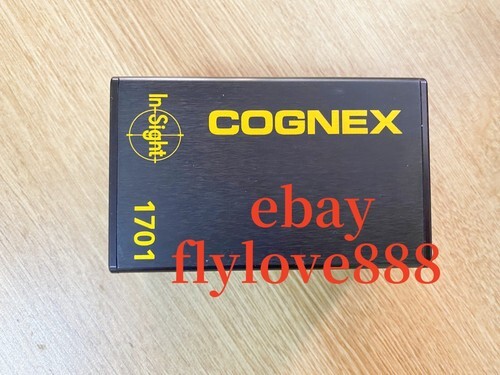 In-Sight
COGNEX
1701
ebay
flylove888